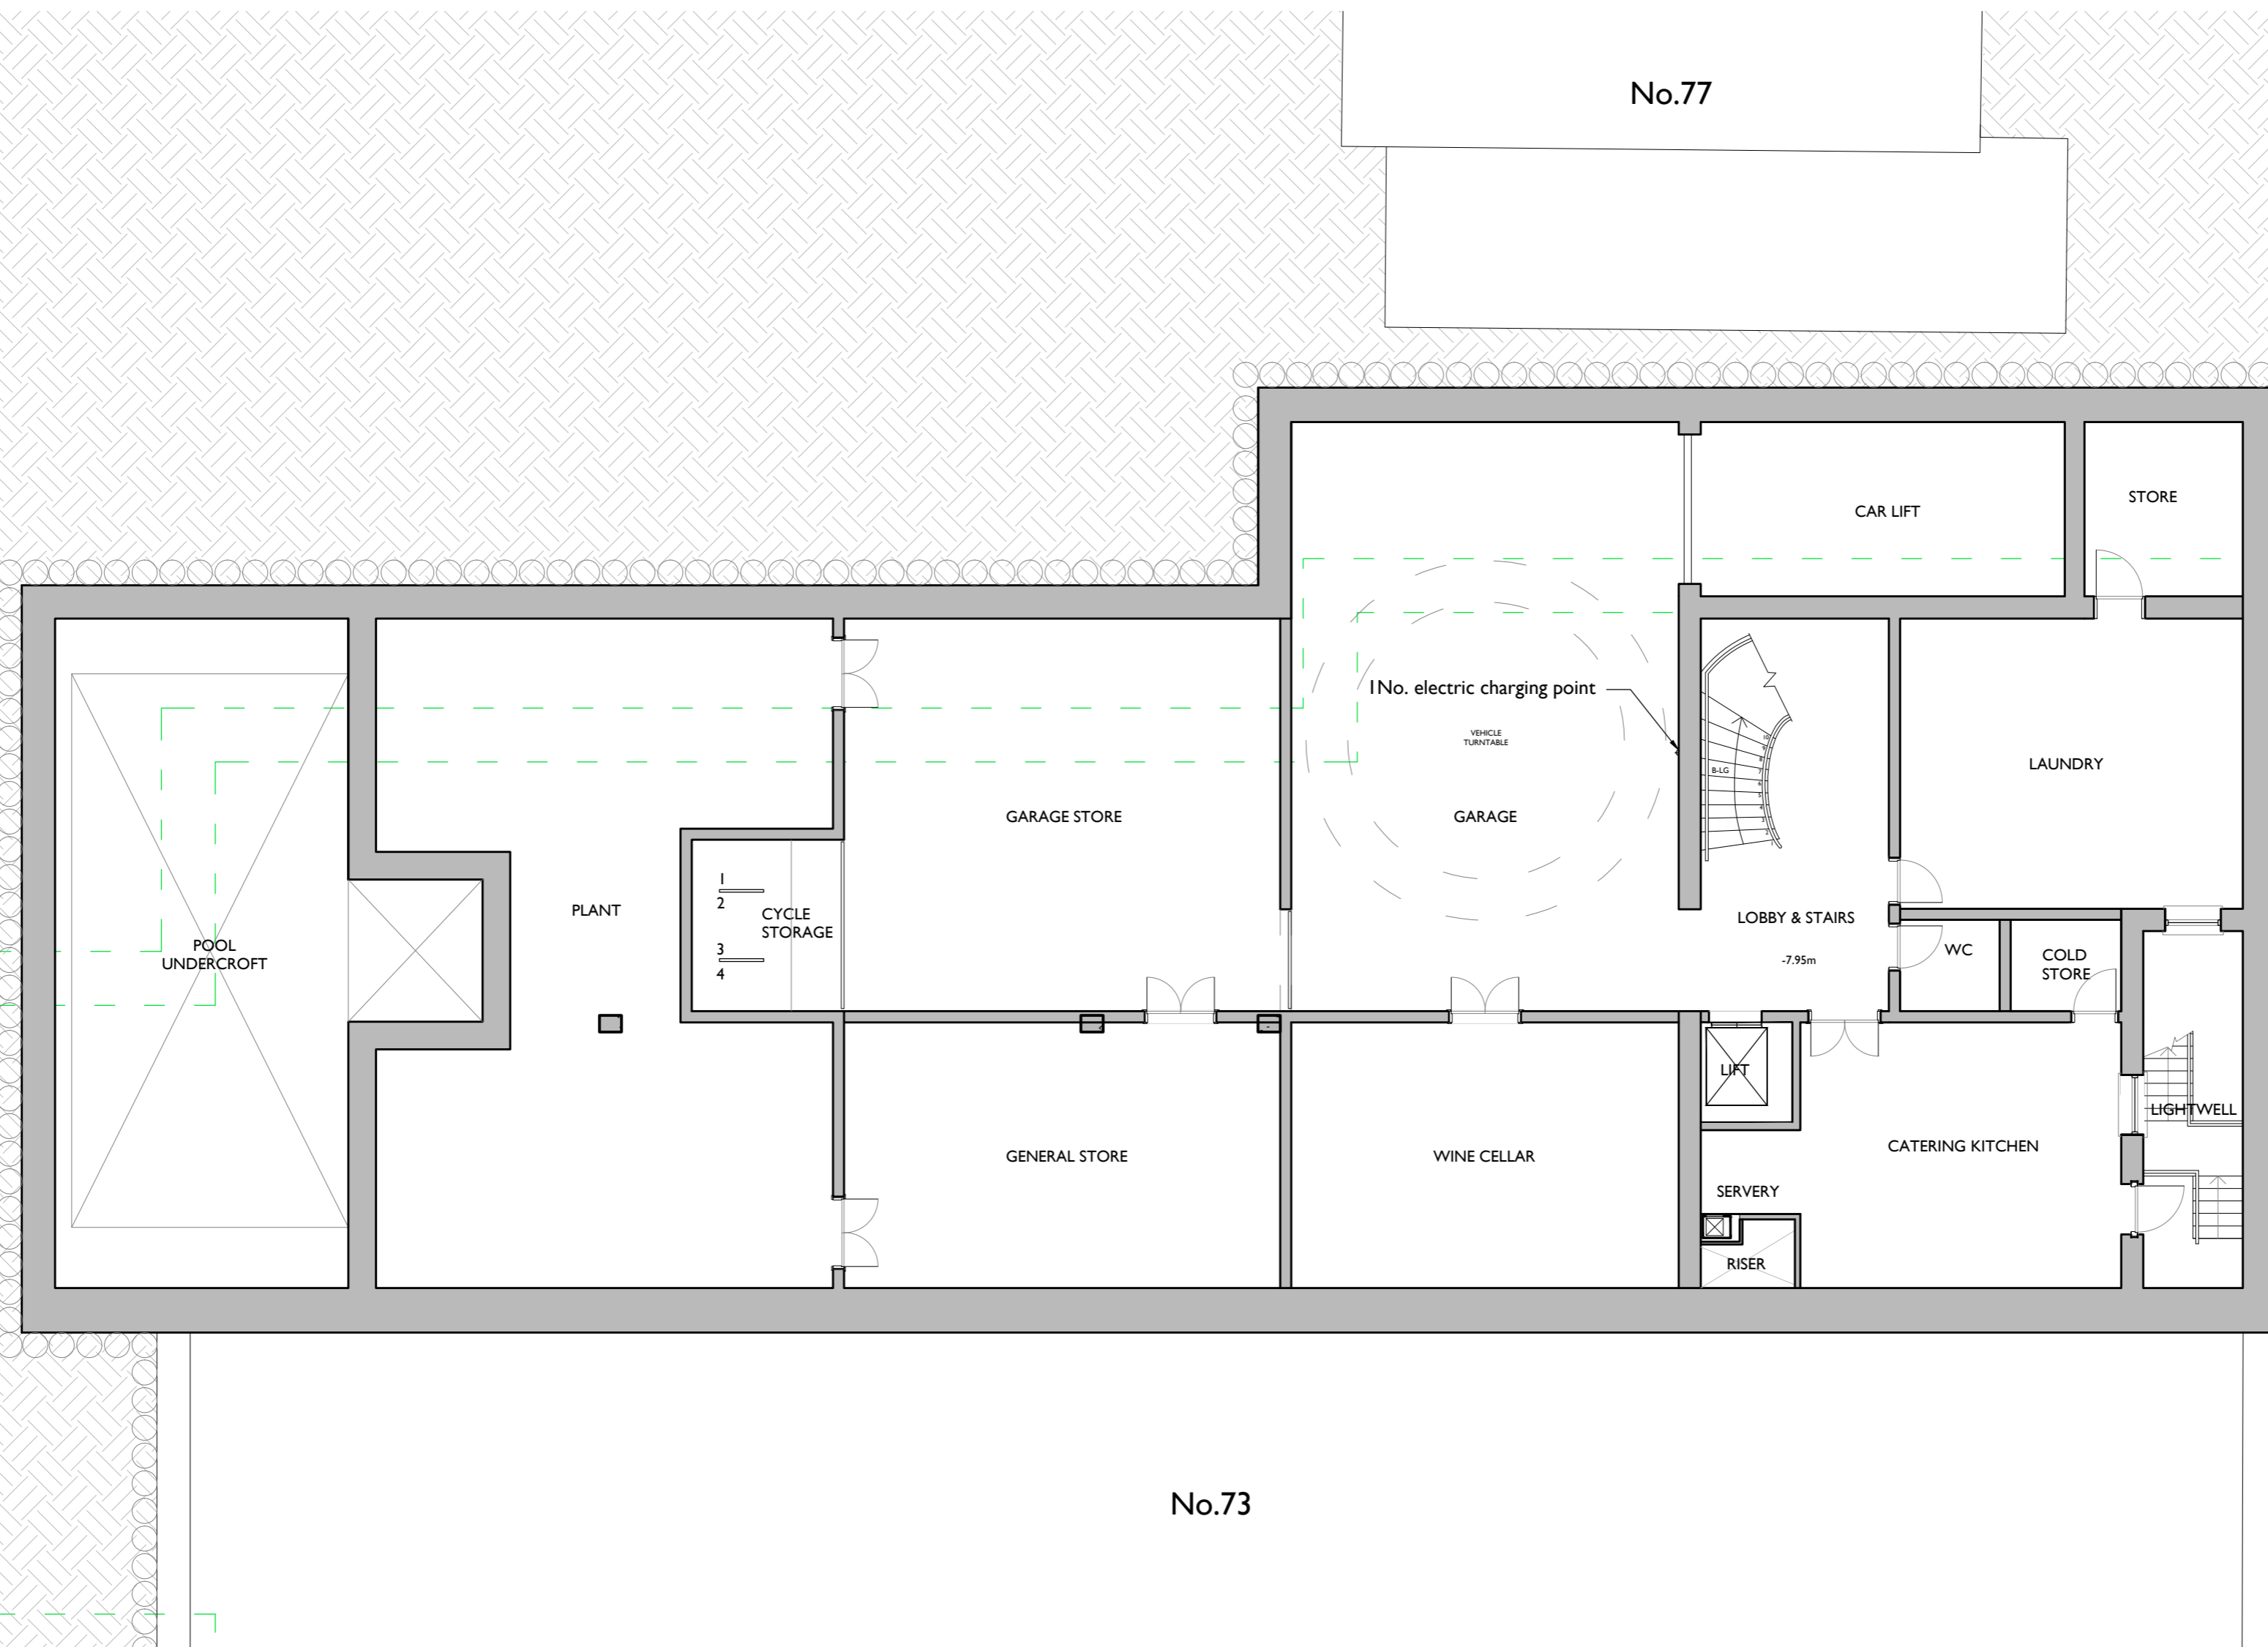 No.77
STORE
CAR LIFT
1No. electric charging point
VEHICLE
TURNTABLE
B-LG
LAUNDRY
GARAGE STORE
GARAGE
1
2
PLANT
CYCLE
STORAGE
3
4
LOBBY & STAIRS
-7.95m
WC
COLD
STORE
POOL
UNDERCROFT
LIFT
LIGHTWELL
CATERING KITCHEN
GENERAL STORE
WINE CELLAR
SERVERY
RISER
No.73